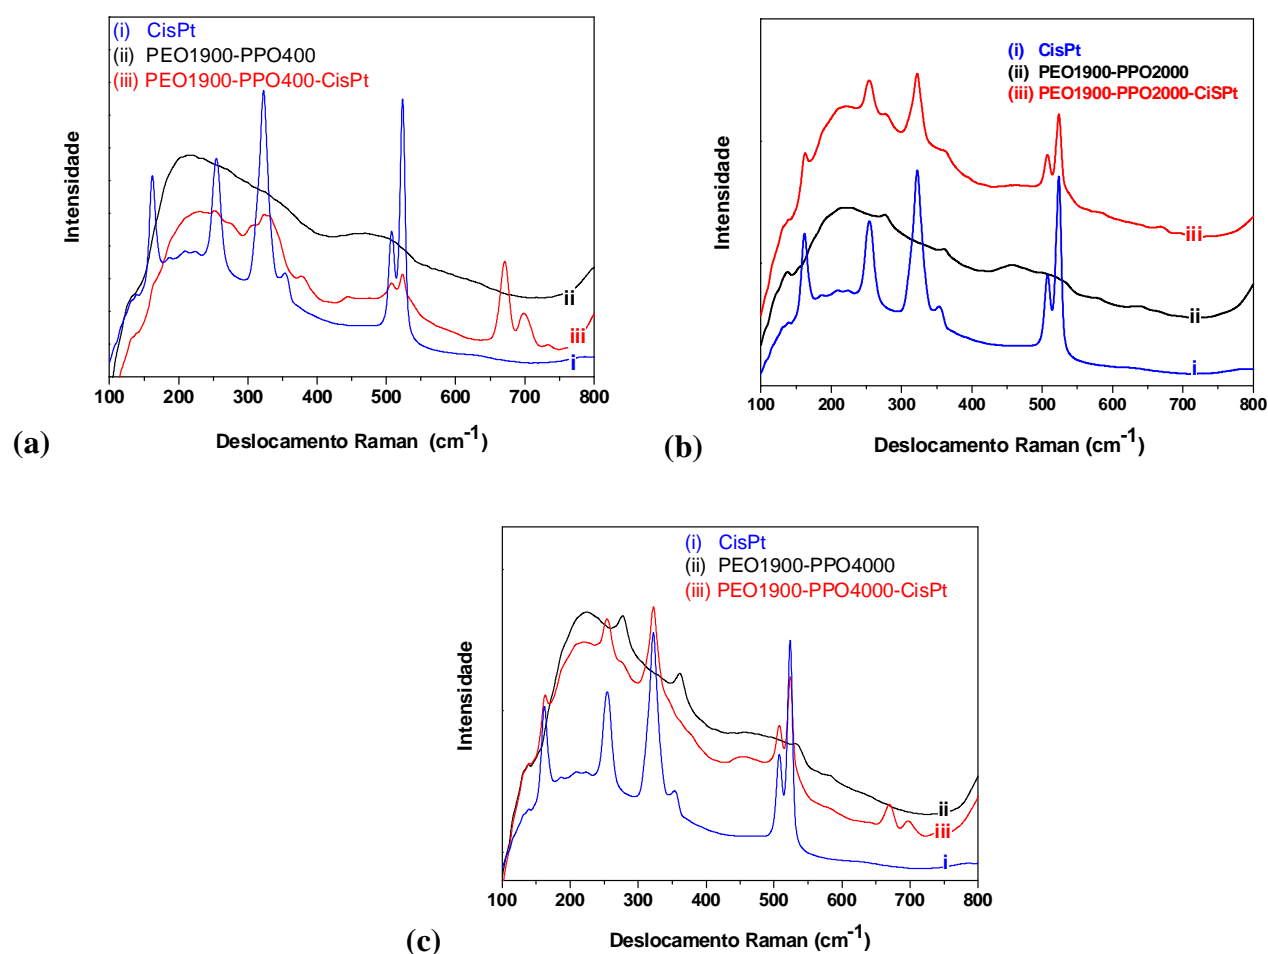 (i) CisPt
(ii) PEO1900-PPO400
(iii) PEO1900-PPO400-CisPt
Intensidade
ii
iii
i
100 200 300 400 500 600 700 800
Deslocamento Raman (cm-1)
(a)
(i) CisPt
(ii) PEO1900-PPO2000
(iii) PEO1900-PPO2000-CiSPt
Intensidade
iii
ii
i
100 200 300 400 500 600 700 800
Deslocamento Raman (cm-1)
(b)
(i) CisPt
(ii) PEO1900-PPO4000
(iii) PEO1900-PPO4000-CisPt
Intensidade
ii
iii
i
100 200 300 400 500 600 700 800
Deslocamento Raman (cm-1)
(c)